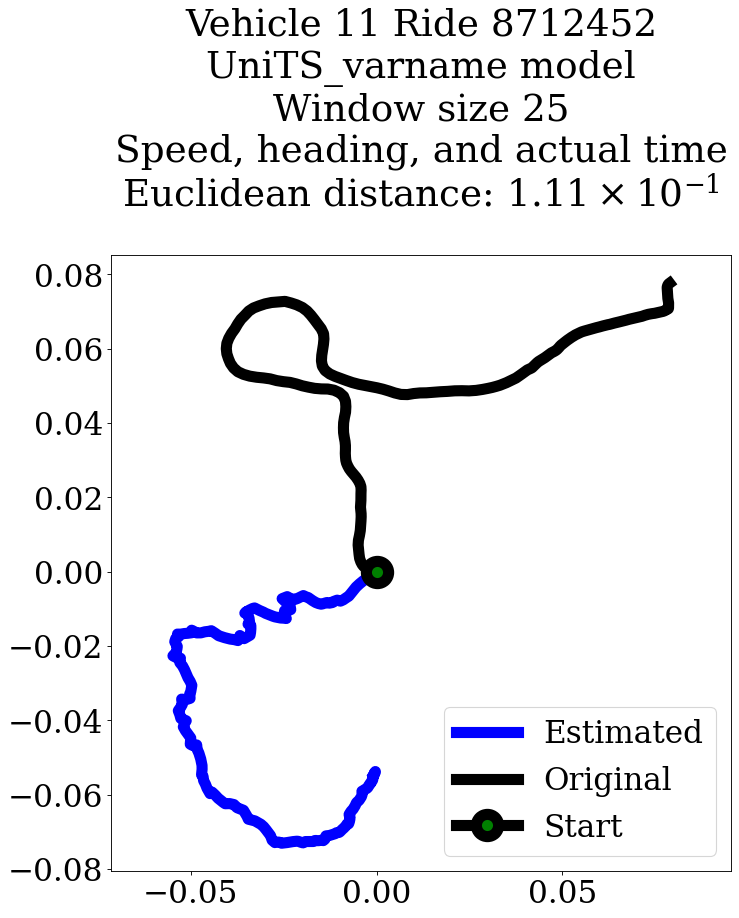 Vehicle 11 Ride 8712452
UniTS_varname model
Window size 25
Speed, heading, and actual time
Euclidean distance: 1.11 × 10⁻¹
0.08
0.06
0.04
0.02
0.00
−0.02
−0.04
−0.06
−0.08
−0.05
0.00
0.05
Estimated
Original
Start